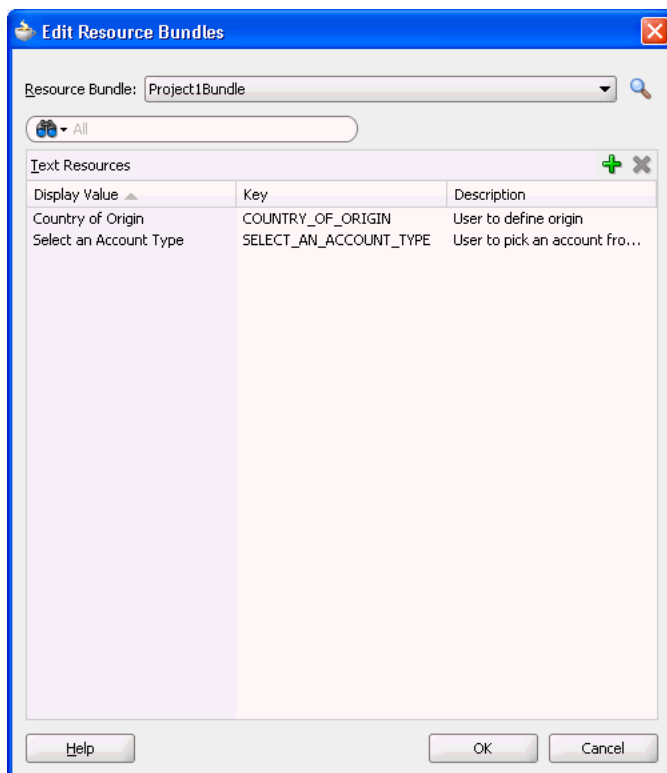 Edit Resource Bundles
Resource Bundle: Project1Bundle
All
Text Resources
Display Value Key Description
Country of Origin COUNTRY_OF_ORIGIN User to define origin
Select an Account Type SELECT_AN_ACCOUNT_TYPE User to pick an account fro...
Help OK Cancel